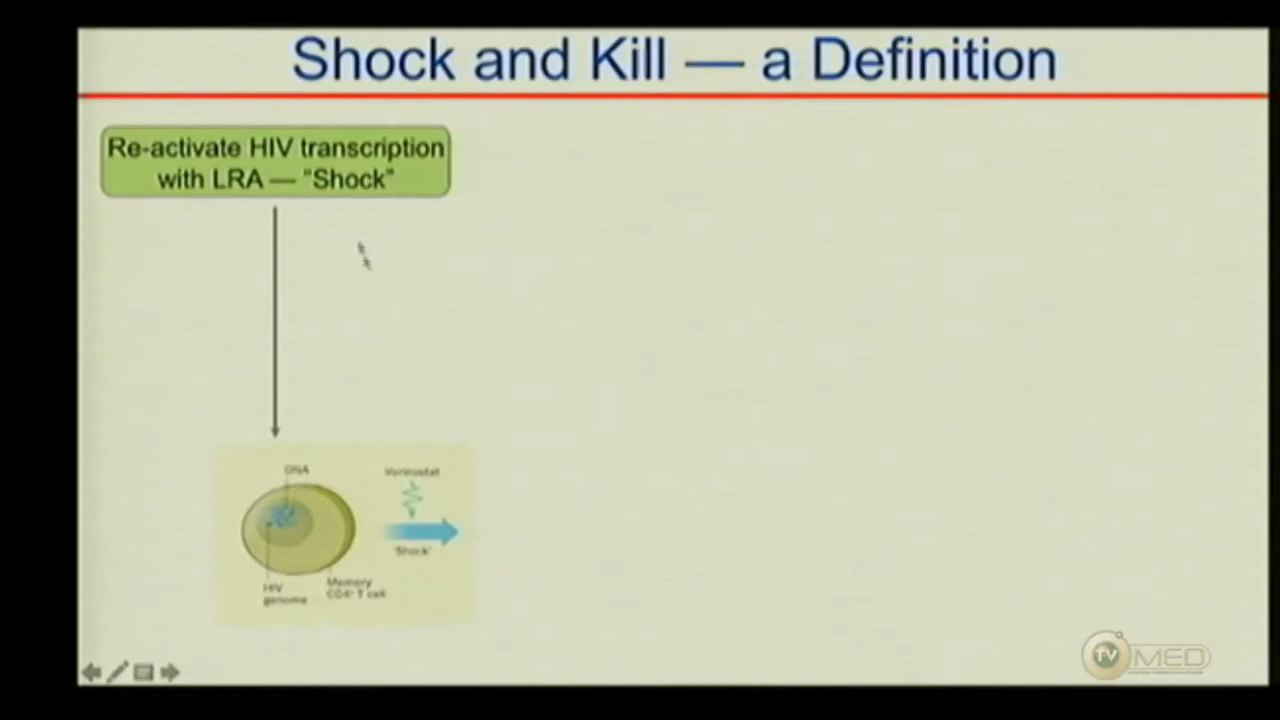 Shock and Kill — a Definition
Re-activate HIV transcription
with LRA — “Shock”
DNA
Vorinostat
'Shock'
HIV
genome
Memory
CD4⁺ T cell
TV
MED